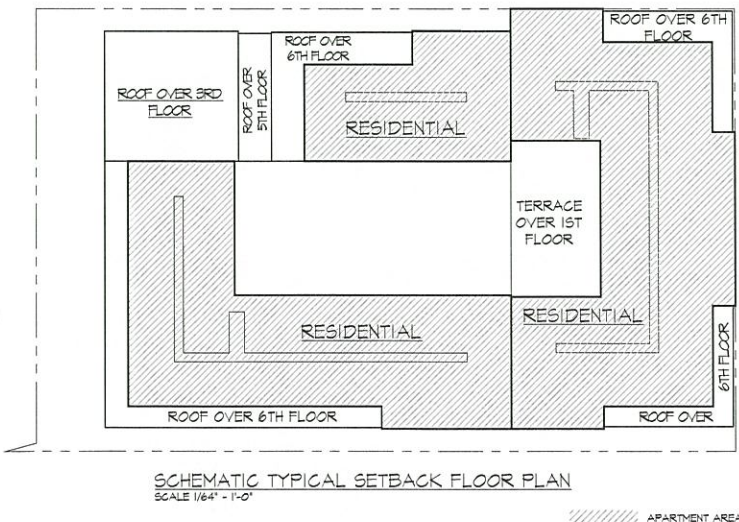 ROOF OVER 6TH
FLOOR
ROOF OVER
6TH FLOOR
ROOF OVER 3RD
FLOOR
ROOF OVER
5TH FLOOR
RESIDENTIAL
TERRACE
OVER 1ST
FLOOR
RESIDENTIAL
RESIDENTIAL
6TH FLOOR
ROOF OVER 6TH FLOOR
ROOF OVER
SCHEMATIC TYPICAL SETBACK FLOOR PLAN
SCALE 1/64" - 1'-0"
APARTMENT AREA